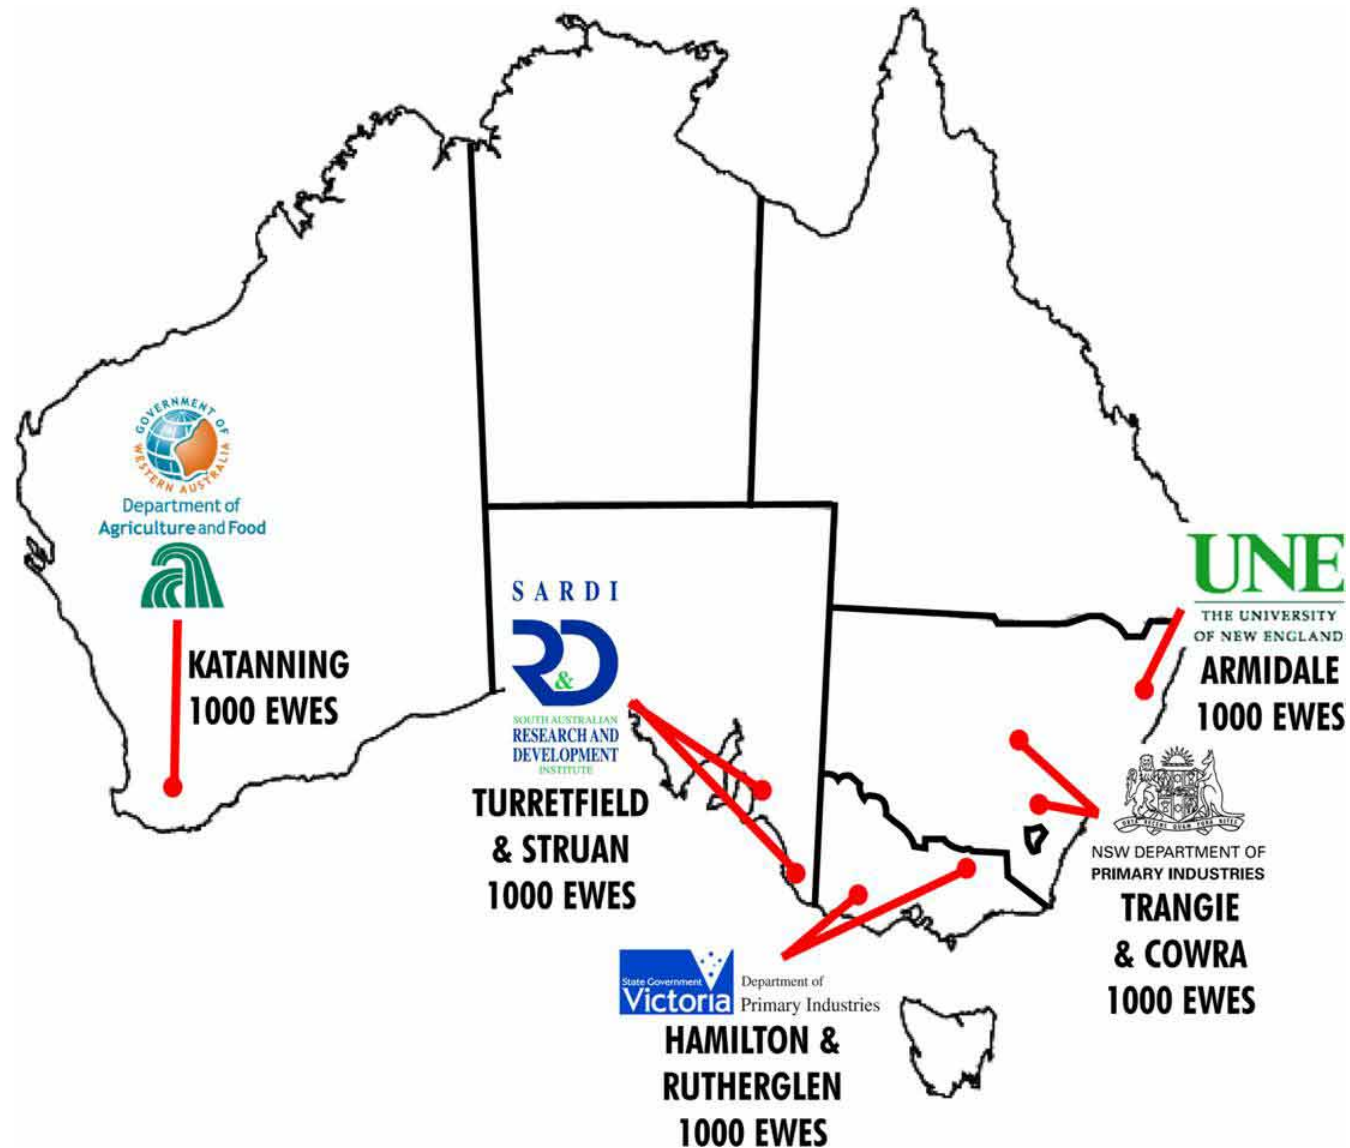 GOVERNMENT OF
WESTERN AUSTRALIA
Department of
Agriculture and Food
KATANNING
1000 EWES
SARDI
R&D
SOUTH AUSTRALIAN
RESEARCH AND
DEVELOPMENT
INSTITUTE
TURRETFIELD
& STRUAN
1000 EWES
State Government
Victoria
Department of
Primary Industries
HAMILTON &
RUTHERGLEN
1000 EWES
UNE
THE UNIVERSITY
OF NEW ENGLAND
ARMIDALE
1000 EWES
NSW DEPARTMENT OF
PRIMARY INDUSTRIES
TRANGIE
& COWRA
1000 EWES